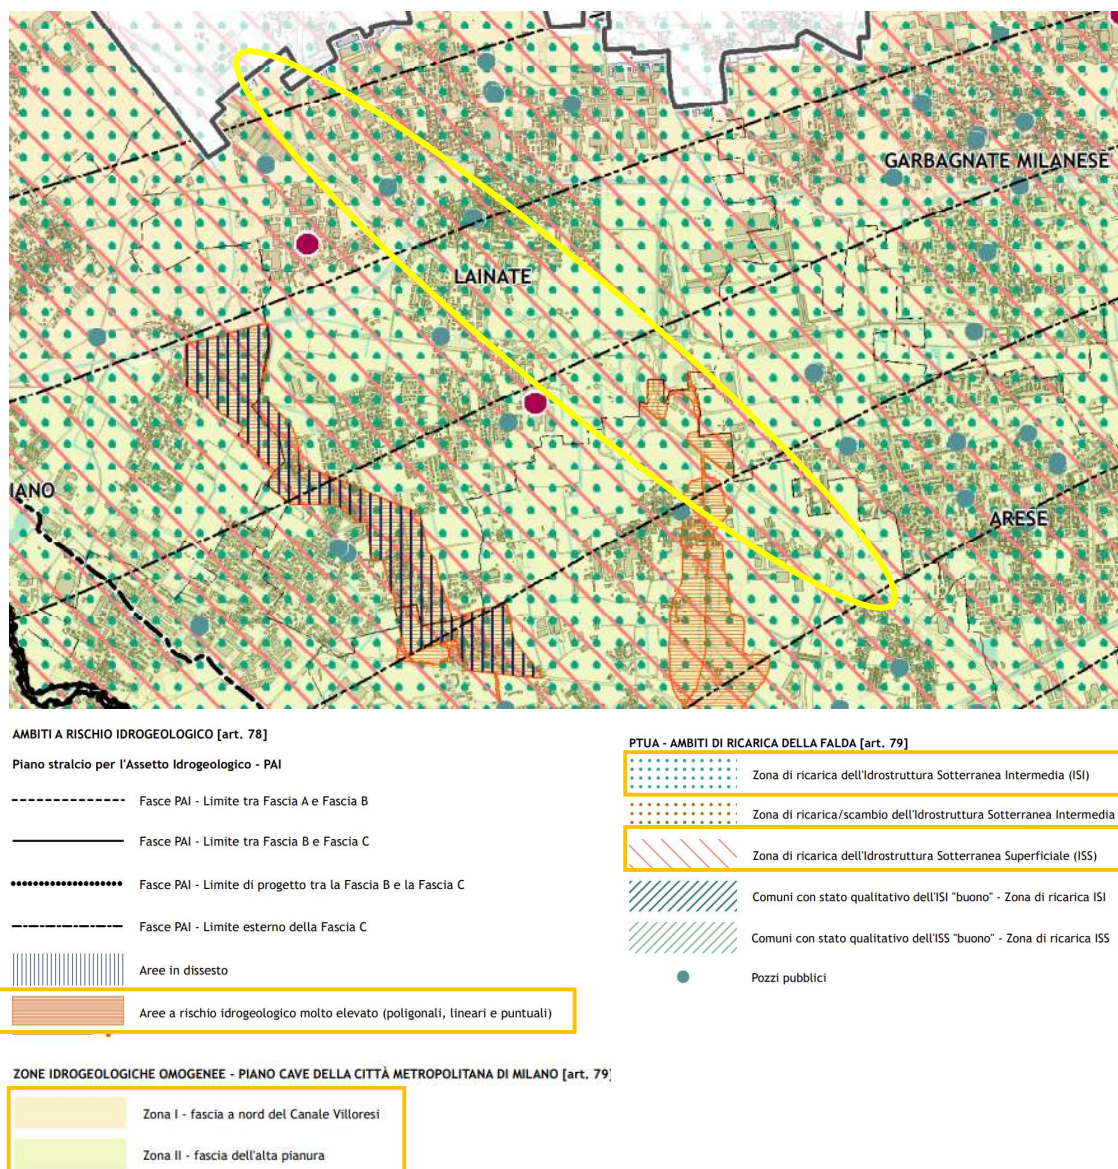 GARBAGNATE MILANESE
LAINATE
IANO
ARESE
AMBITI A RISCHIO IDROGEOLOGICO [art. 78]
Piano stralcio per l'Assetto Idrogeologico - PAI
Fasce PAI - Limite tra Fascia A e Fascia B
Fasce PAI - Limite tra Fascia B e Fascia C
Fasce PAI - Limite di progetto tra la Fascia B e la Fascia C
Fasce PAI - Limite esterno della Fascia C
Aree in dissesto
Aree a rischio idrogeologico molto elevato (poligonali, lineari e puntuali)
ZONE IDROGEOLOGICHE OMOGENEE - PIANO CAVE DELLA CITTÀ METROPOLITANA DI MILANO [art. 79]
Zona I - fascia a nord del Canale Villoresi
Zona II - fascia dell'alta pianura
PTUA - AMBITI DI RICARICA DELLA FALDA [art. 79]
Zona di ricarica dell'Idrostruttura Sotterranea Intermedia (ISI)
Zona di ricarica/scambio dell'Idrostruttura Sotterranea Intermedia
Zona di ricarica dell'Idrostruttura Sotterranea Superficiale (ISS)
Comuni con stato qualitativo dell'ISI "buono" - Zona di ricarica ISI
Comuni con stato qualitativo dell'ISS "buono" - Zona di ricarica ISS
Pozzi pubblici